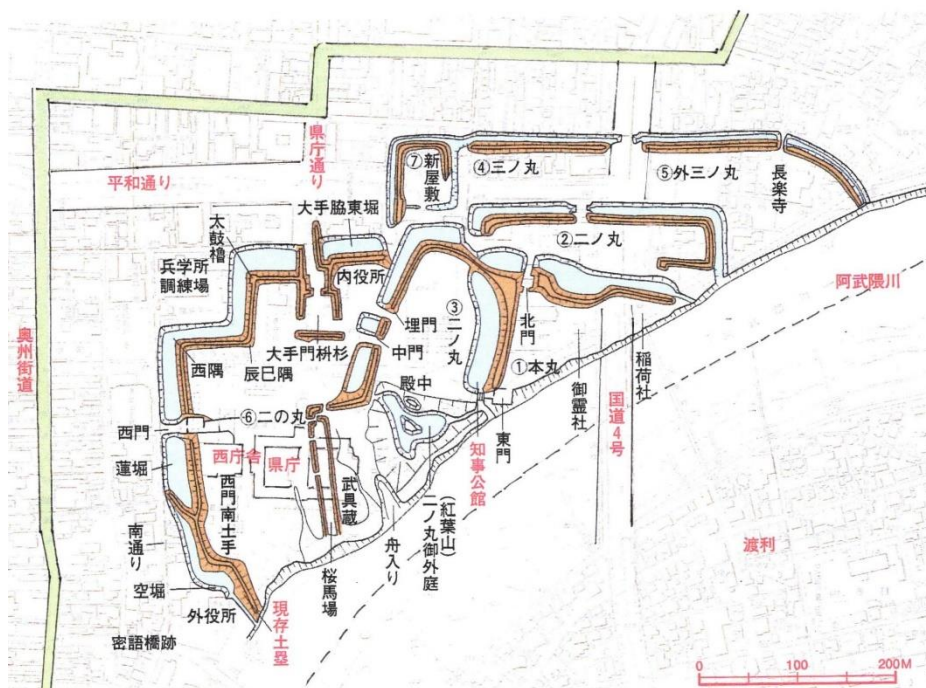 県庁通り
平和通り
⑦新屋敷
④三ノ丸
⑤外三ノ丸
長楽寺
大手脇東堀
太鼓櫓
②二ノ丸
兵学所
調練場
内役所
阿武隈川
奥州街道
③二ノ丸
北門
埋門
中門
大手門枡杉
西隅
辰巳隅
①本丸
殿中
御霊社
国道4号
稲荷社
⑥二の丸
西門
東門
蓮堀
西庁舎
県庁
知事公館
西門南土手
武具蔵
(紅葉山)
二ノ丸御外庭
南通り
舟入り
渡利
桜馬場
空堀
外役所
現存土塁
密語橋跡
0 100 200M